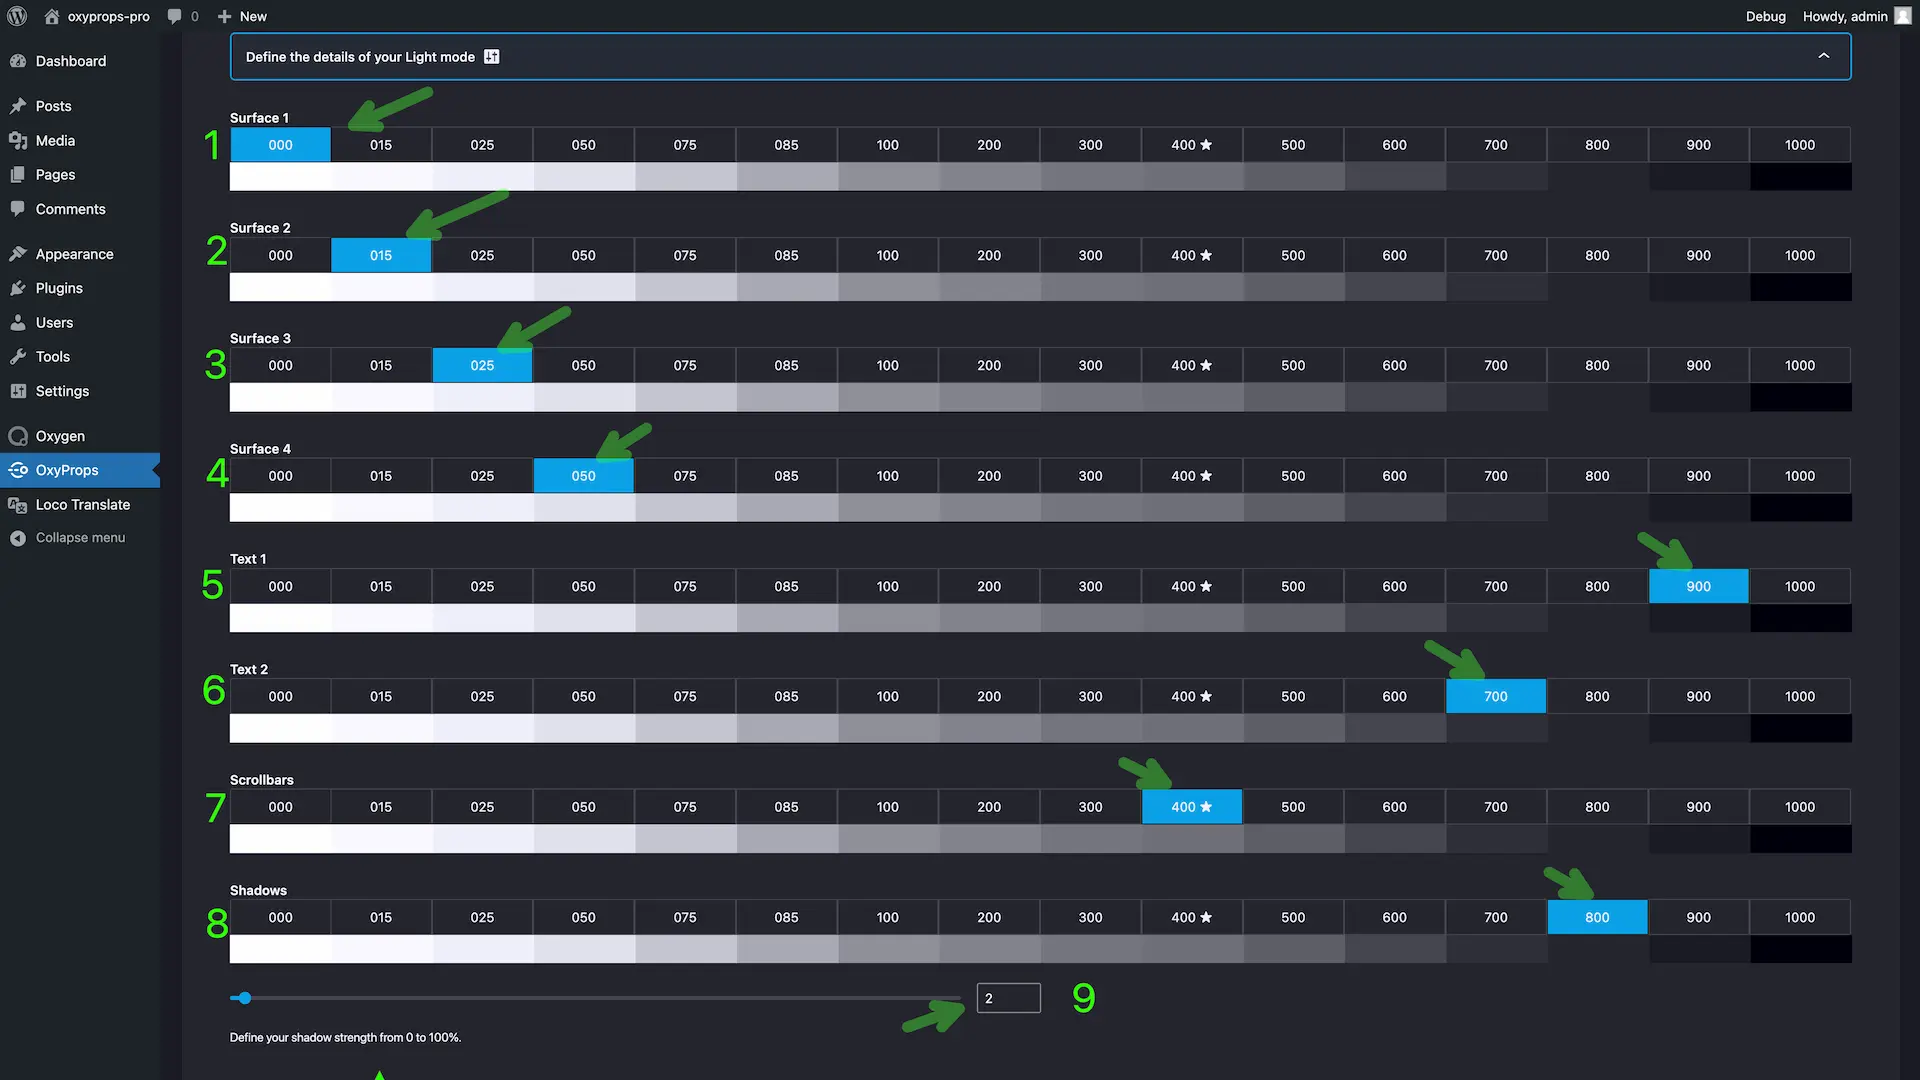 oxyprops-pro 0 New Debug Howdy, admin
Dashboard
Posts
Media
Pages
Comments
Appearance
Plugins
Users
Tools
Settings
Oxygen
OxyProps
Loco Translate
Collapse menu
Define the details of your Light mode
Surface 1
1 000 015 025 050 075 085 100 200 300 400 ★ 500 600 700 800 900 1000
Surface 2
2 000 015 025 050 075 085 100 200 300 400 ★ 500 600 700 800 900 1000
Surface 3
3 000 015 025 050 075 085 100 200 300 400 ★ 500 600 700 800 900 1000
Surface 4
4 000 015 025 050 075 085 100 200 300 400 ★ 500 600 700 800 900 1000
Text 1
5 000 015 025 050 075 085 100 200 300 400 ★ 500 600 700 800 900 1000
Text 2
6 000 015 025 050 075 085 100 200 300 400 ★ 500 600 700 800 900 1000
Scrollbars
7 000 015 025 050 075 085 100 200 300 400 ★ 500 600 700 800 900 1000
Shadows
8 000 015 025 050 075 085 100 200 300 400 ★ 500 600 700 800 900 1000
2 9
Define your shadow strength from 0 to 100%.